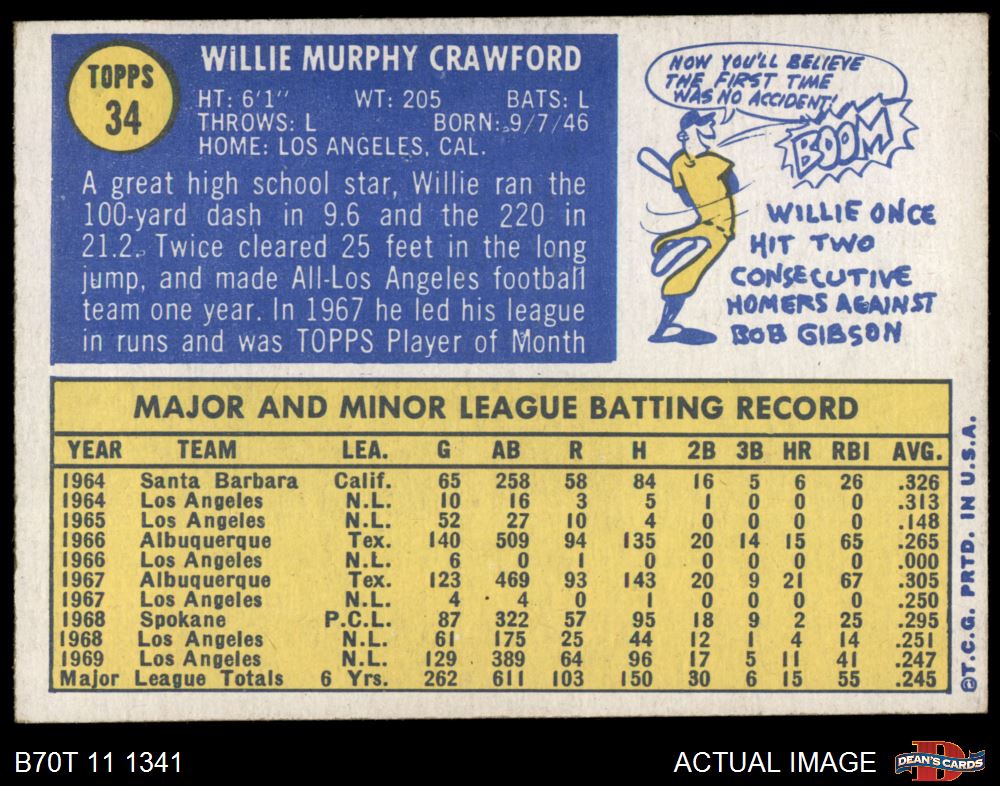 TOPPS
34
WiLLIE MURPHY CRAWFORD
HT: 6'1" WT: 205 BATS: L
THROWS: L BORN: 9/7/46
HOME: LOS ANGELES, CAL.
A great high school star, Willie ran the
100-yard dash in 9.6 and the 220 in
21.2. Twice cleared 25 feet in the long
jump, and made All-Los Angeles football
team one year. In 1967 he led his league
in runs and was TOPPS Player of Month
NOW YOU'LL BELIEVE
THE FIRST TIME
WAS NO ACCIDENT!
BOOM
WILLIE ONCE
HIT TWO
CONSECUTIVE
HOMERS AGAINST
BOB GIBSON
MAJOR AND MINOR LEAGUE BATTING RECORD
YEAR TEAM LEA. G AB R H 2B 3B HR RBI AVG.
1964 Santa Barbara Calif. 65 258 58 84 16 5 6 26 .326
1964 Los Angeles N.L. 10 16 3 5 1 0 0 0 .313
1965 Los Angeles N.L. 52 27 10 4 0 0 0 0 .148
1966 Albuquerque Tex. 140 509 94 135 20 14 15 65 .265
1966 Los Angeles N.L. 6 0 1 0 0 0 0 0 .000
1967 Albuquerque Tex. 123 469 93 143 20 9 21 67 .305
1967 Los Angeles N.L. 4 4 0 1 0 0 0 0 .250
1968 Spokane P.C.L. 87 322 57 95 18 9 2 25 .295
1968 Los Angeles N.L. 61 175 25 44 12 1 4 14 .251
1969 Los Angeles N.L. 129 389 64 96 17 5 11 41 .247
Major League Totals 6 Yrs. 262 611 103 150 30 6 15 55 .245
©T.C.G. PRTD. IN U.S.A.
B70T 11 1341
ACTUAL IMAGE
D
DEAN'S CARDS